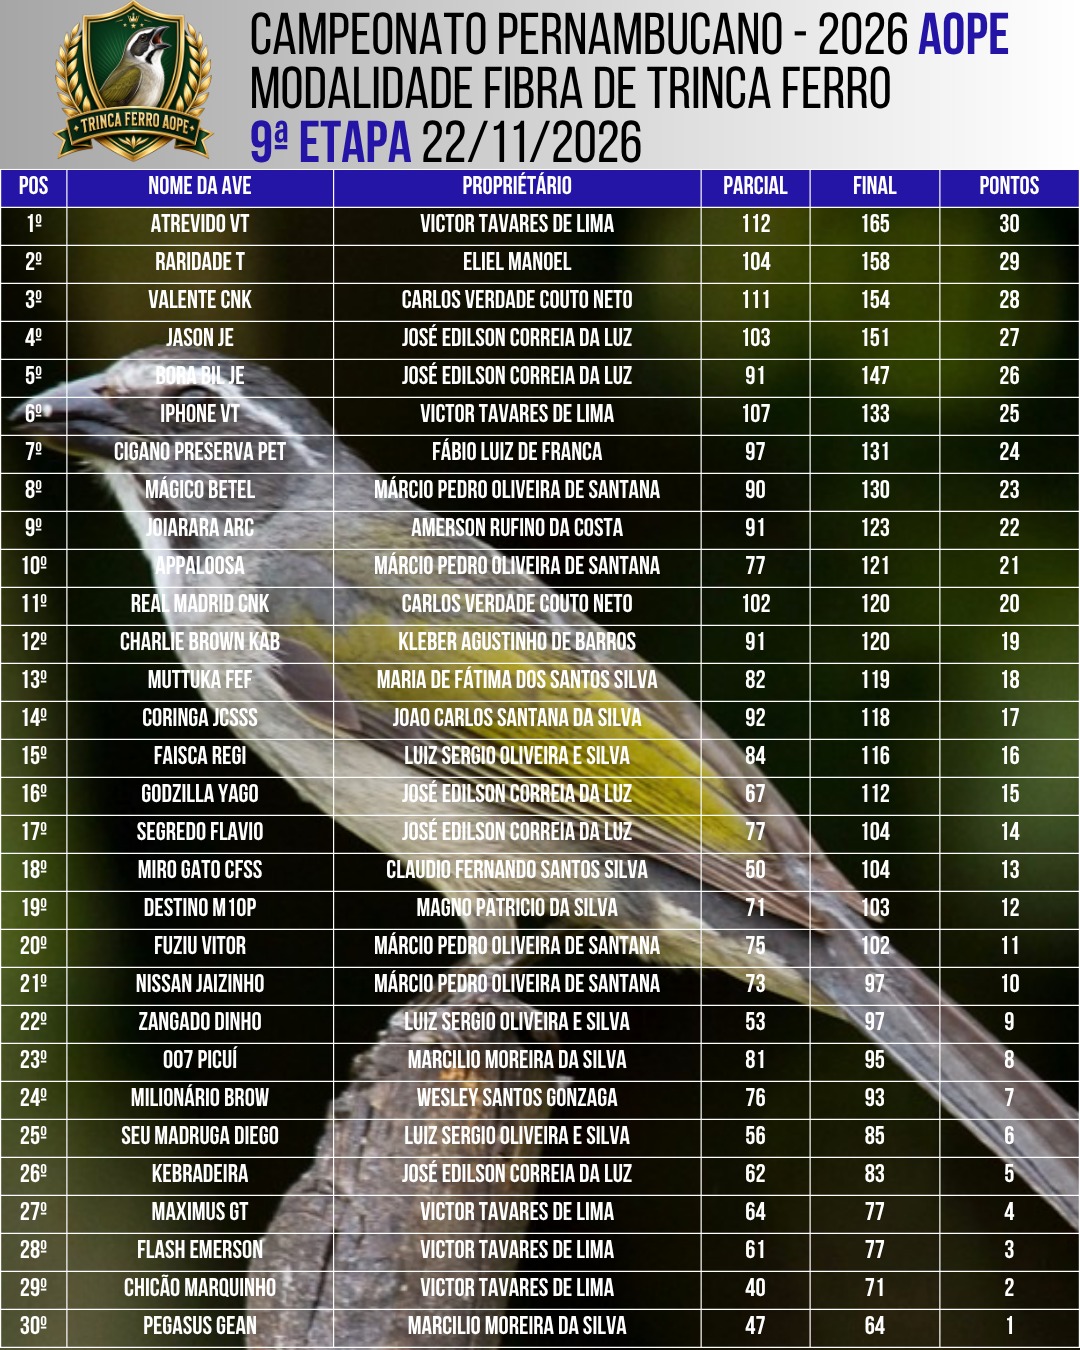 TRINCA FERRO AOPE
CAMPEONATO PERNAMBUCANO - 2026 AOPE
MODALIDADE FIBRA DE TRINCA FERRO
9ª ETAPA 22/11/2026
POS NOME DA AVE PROPRIÉTÁRIO PARCIAL FINAL PONTOS
1º ATREVIDO VT VICTOR TAVARES DE LIMA 112 165 30
2º RARIDADE T ELIEL MANOEL 104 158 29
3º VALENTE CNK CARLOS VERDADE COUTO NETO 111 154 28
4º JASON JE JOSÉ EDILSON CORREIA DA LUZ 103 151 27
5º BORA BIL JE JOSÉ EDILSON CORREIA DA LUZ 91 147 26
6º IPHONE VT VICTOR TAVARES DE LIMA 107 133 25
7º CIGANO PRESERVA PET FÁBIO LUIZ DE FRANCA 97 131 24
8º MÁGICO BETEL MÁRCIO PEDRO OLIVEIRA DE SANTANA 90 130 23
9º JOIARARA ARC AMERSON RUFINO DA COSTA 91 123 22
10º APPALOOSA MÁRCIO PEDRO OLIVEIRA DE SANTANA 77 121 21
11º REAL MADRID CNK CARLOS VERDADE COUTO NETO 102 120 20
12º CHARLIE BROWN KAB KLEBER AGUSTINHO DE BARROS 91 120 19
13º MUTTUKA FEF MARIA DE FÁTIMA DOS SANTOS SILVA 82 119 18
14º CORINGA JCSSS JOAO CARLOS SANTANA DA SILVA 92 118 17
15º FAISCA REGI LUIZ SERGIO OLIVEIRA E SILVA 84 116 16
16º GODZILLA YAGO JOSÉ EDILSON CORREIA DA LUZ 67 112 15
17º SEGREDO FLAVIO JOSÉ EDILSON CORREIA DA LUZ 77 104 14
18º MIRO GATO CFSS CLAUDIO FERNANDO SANTOS SILVA 50 104 13
19º DESTINO M10P MAGNO PATRICIO DA SILVA 71 103 12
20º FUZIU VITOR MÁRCIO PEDRO OLIVEIRA DE SANTANA 75 102 11
21º NISSAN JAIZINHO MÁRCIO PEDRO OLIVEIRA DE SANTANA 73 97 10
22º ZANGADO DINHO LUIZ SERGIO OLIVEIRA E SILVA 53 97 9
23º 007 PICUÍ MARCILIO MOREIRA DA SILVA 81 95 8
24º MILIONÁRIO BROW WESLEY SANTOS GONZAGA 76 93 7
25º SEU MADRUGA DIEGO LUIZ SERGIO OLIVEIRA E SILVA 56 85 6
26º KEBRADEIRA JOSÉ EDILSON CORREIA DA LUZ 62 83 5
27º MAXIMUS GT VICTOR TAVARES DE LIMA 64 77 4
28º FLASH EMERSON VICTOR TAVARES DE LIMA 61 77 3
29º CHICÃO MARQUINHO VICTOR TAVARES DE LIMA 40 71 2
30º PEGASUS GEAN MARCILIO MOREIRA DA SILVA 47 64 1